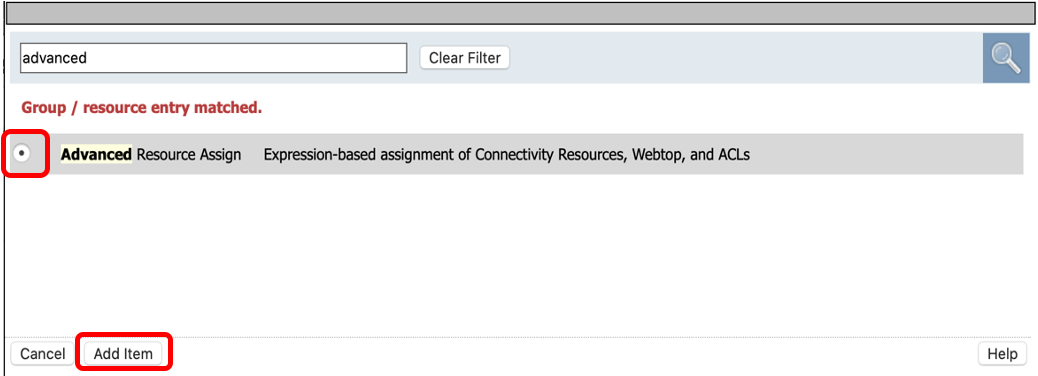 advanced Clear Filter
Group / resource entry matched.
Advanced Resource Assign Expression-based assignment of Connectivity Resources, Webtop, and ACLs
Cancel Add Item Help